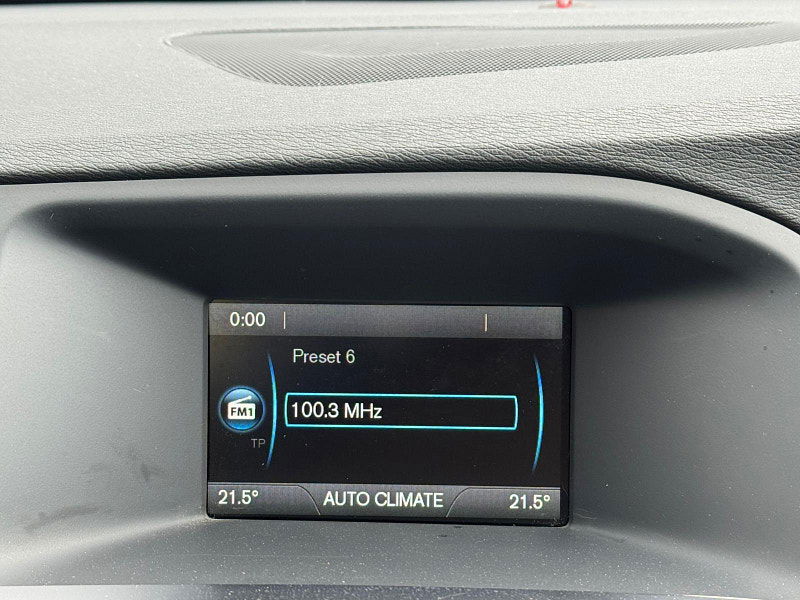 0:00
Preset 6
FM1
100.3 MHz
TP
21.5° AUTO CLIMATE 21.5°